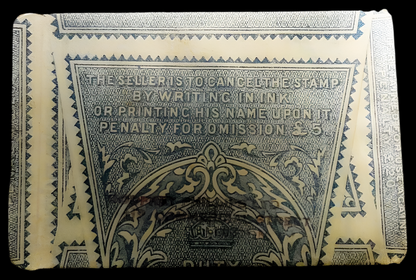 THE SELLER IS TO CANCEL THE STAMP
BY WRITING IN INK
OR PRINTING HIS NAME UPON IT
PENALTY FOR OMISSION £5
DUTY